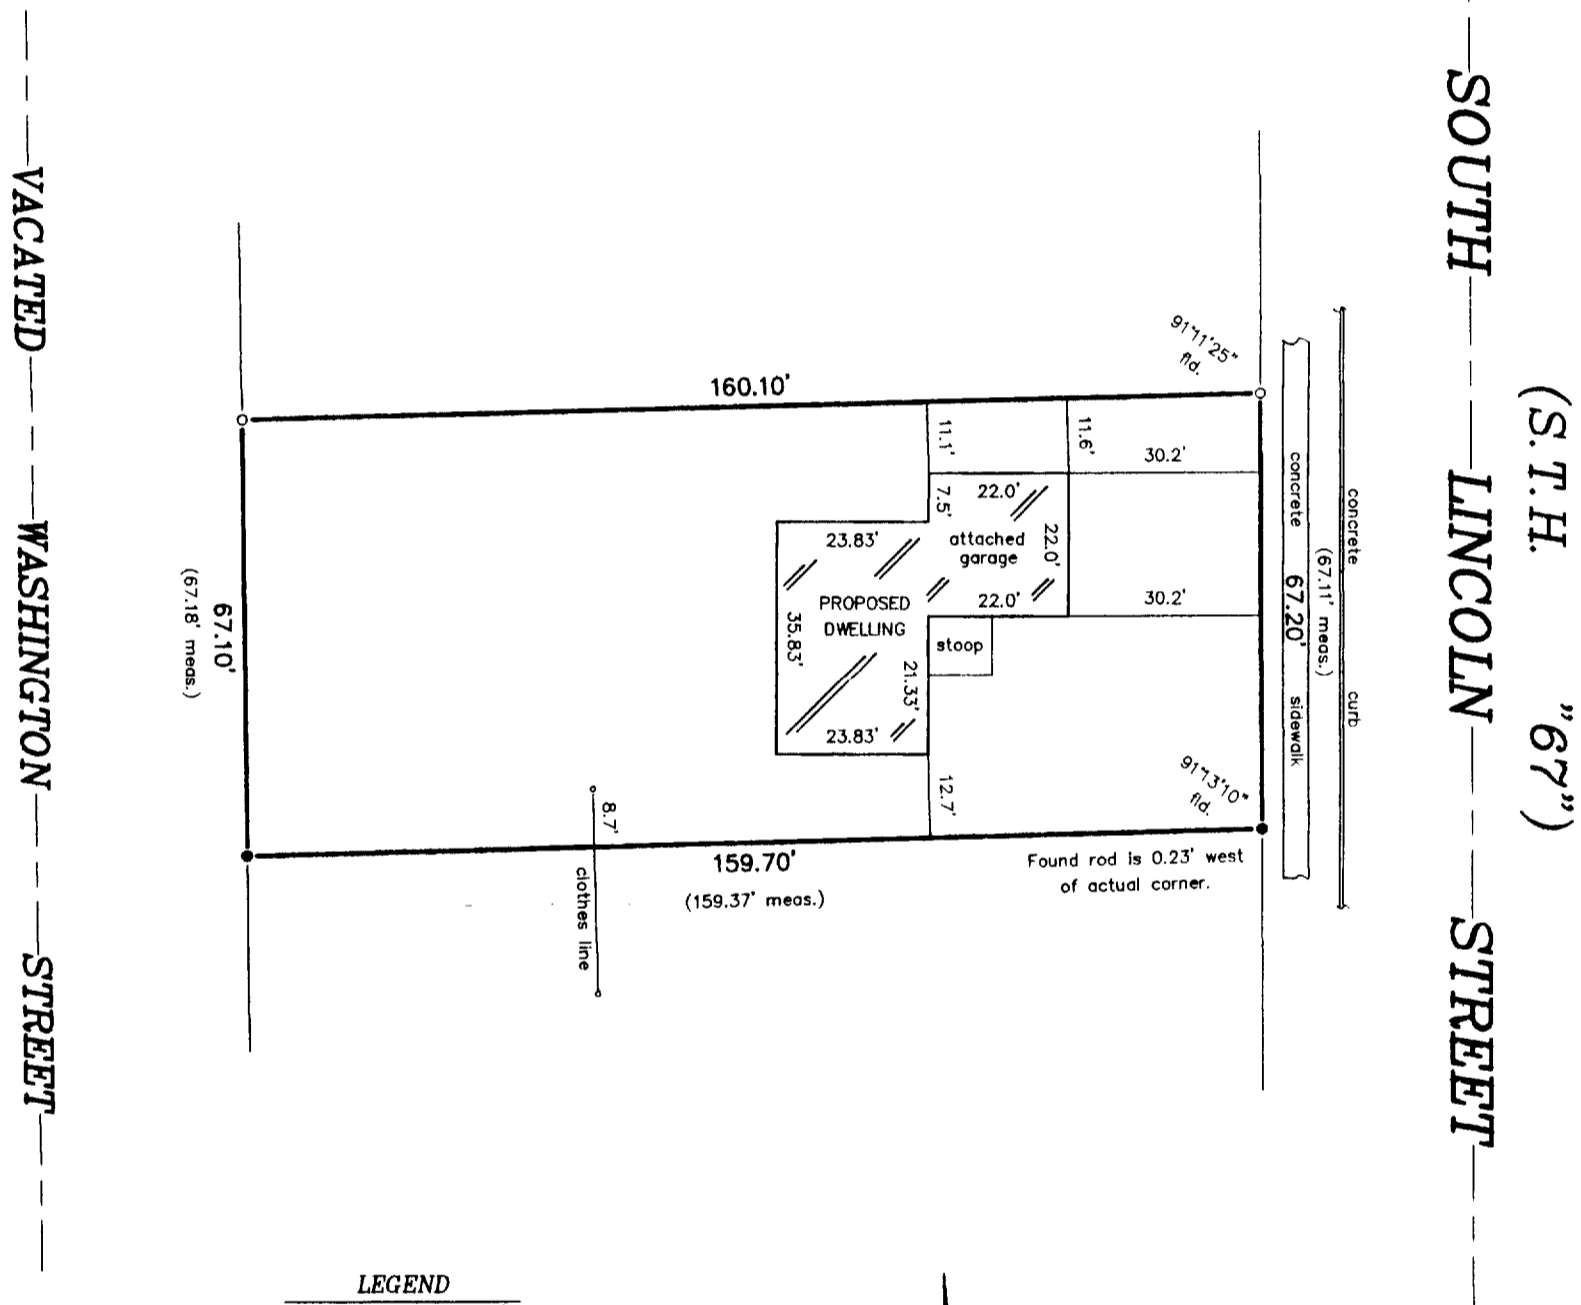 VACATED WASHINGTON STREET
SOUTH LINCOLN STREET
(S.T.H. "67")
91°11'25"
fld.
160.10'
11.1'
11.6'
30.2'
7.5'
22.0'
attached
garage
22.0'
22.0'
30.2'
23.83'
PROPOSED
DWELLING
35.83'
21.33'
23.83'
stoop
12.7'
concrete sidewalk
67.20'
(67.11' meas.)
concrete curb
67.10'
(67.18' meas.)
91°13'10"
fld.
8.7'
clothes line
159.70'
(159.37' meas.)
Found rod is 0.23' west
of actual corner.
LEGEND